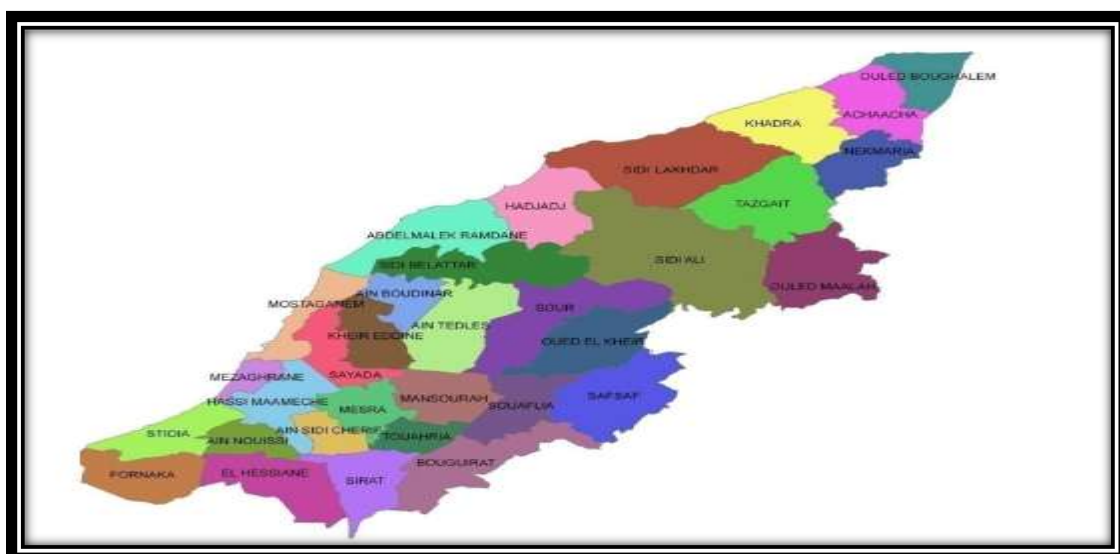 OULED BOUGHALEM
ACHAACHA
KHADRA
NEKMARIA
SIDI LAKHDAR
TAZGAIT
HADJADJ
ABDELMALEK RAMDANE
SIDI BELATTAR
SIDI ALI
OULED MAALAH
AIN BOUDINAR
MOSTAGANEM
SOUR
AIN TEDLES
KHEIR EDDINE
OUED EL KHEIR
SAYADA
MEZAGHRANE
HASSI MAAMECHE
MANSOURAH
SAFSAF
MESRA
SOUAFLIA
STIDIA
AIN SIDI CHERIF
AIN NOUISSI
TOUAHRIA
BOUGUIRAT
FORNAKA
EL HESSIANE
SIRAT